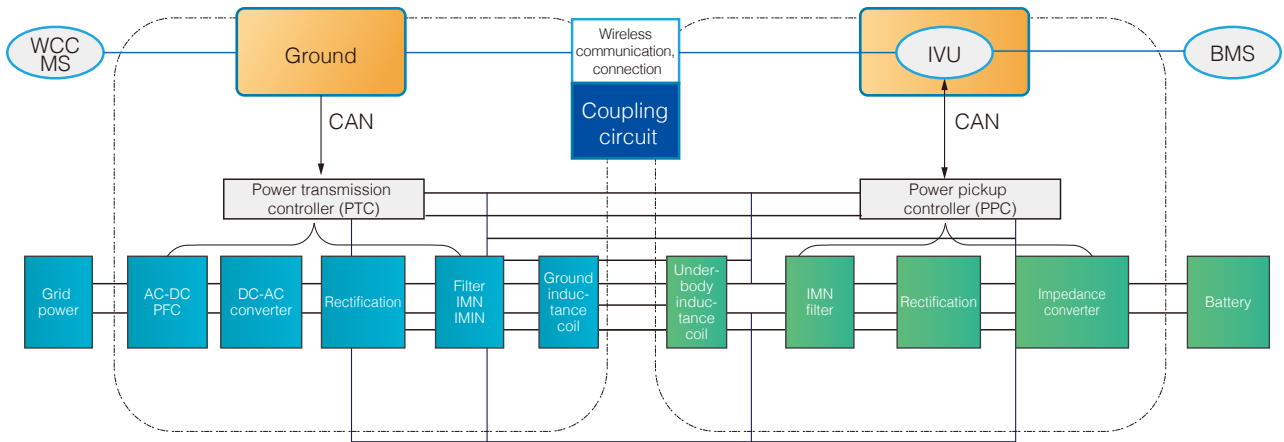 WCC
MS
Ground
Wireless
communication,
connection
IVU
BMS
Coupling
circuit
CAN
CAN
Power transmission
controller (PTC)
Power pickup
controller (PPC)
Grid
power
AC-DC
PFC
DC-AC
converter
Rectification
Filter
IMN
IMIN
Ground
induc-
tance
coil
Under-
body
induc-
tance
coil
IMN
filter
Rectification
Impedance
converter
Battery